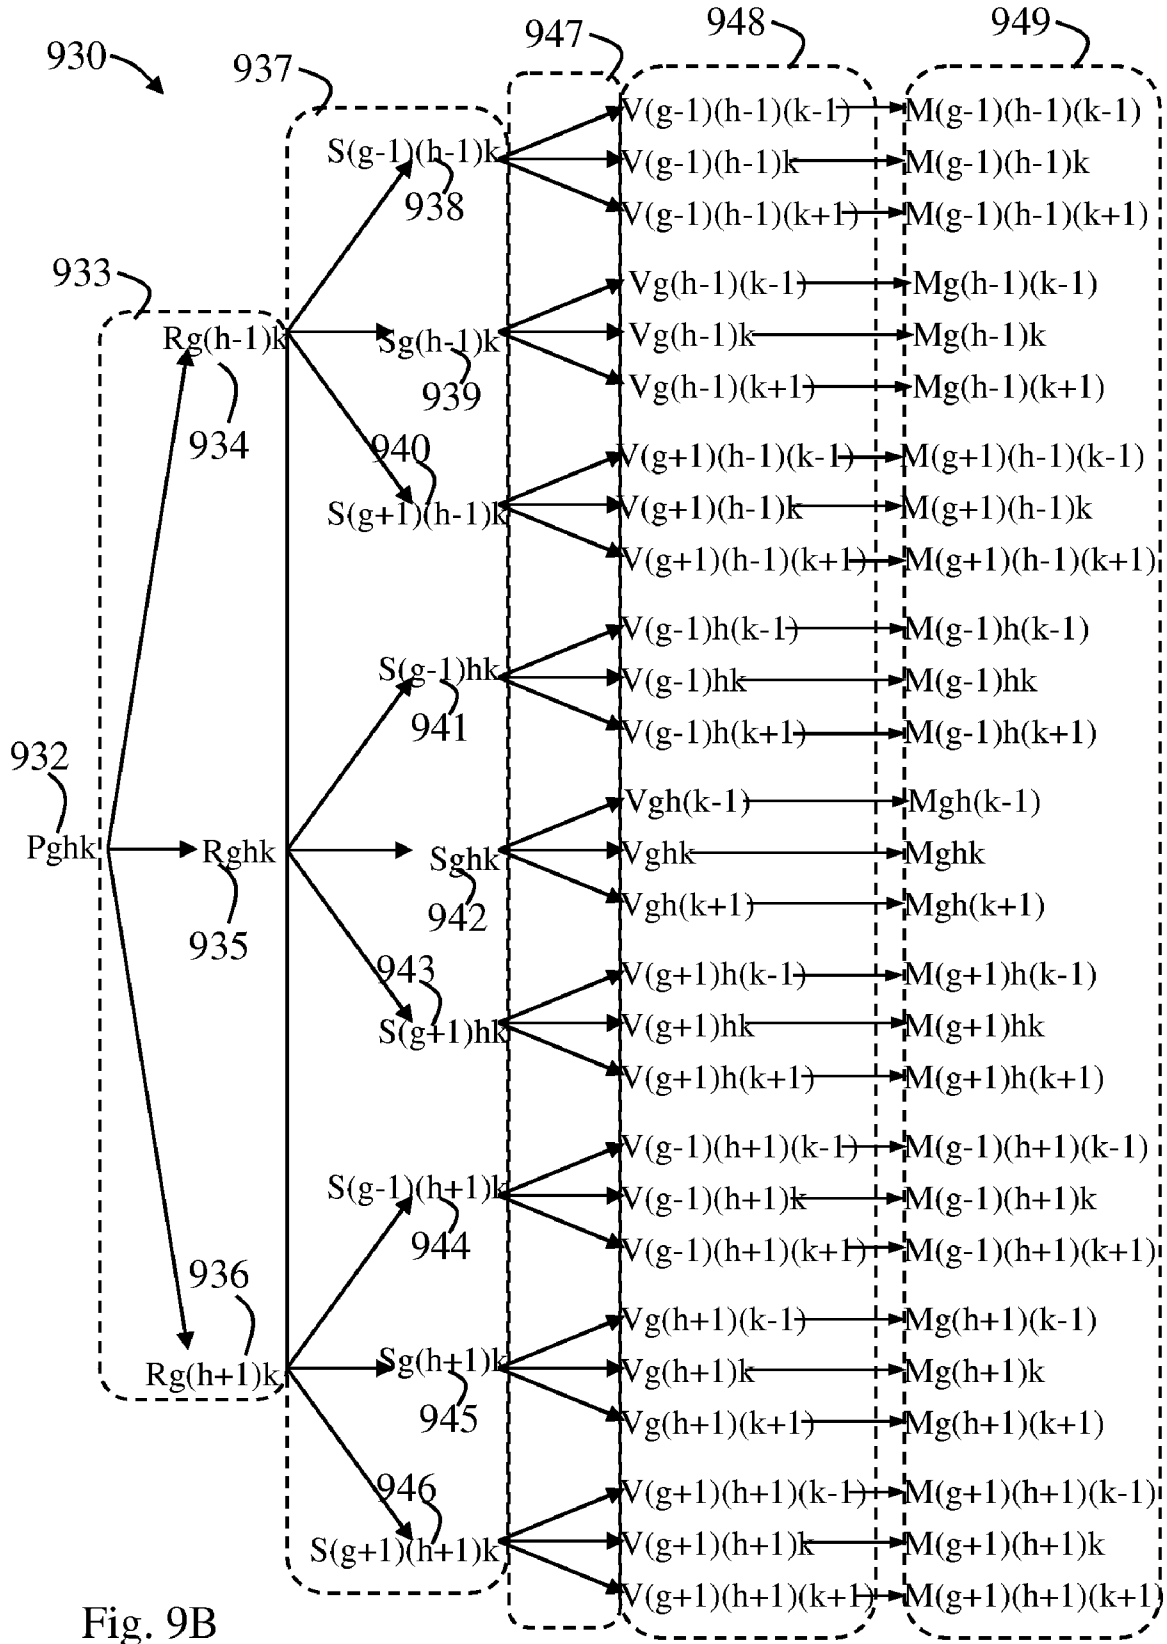 948
949
947
930
937
V(g-1)(h-1)(k-1) M(g-1)(h-1)(k-1)
S(g-1)(h-1)k V(g-1)(h-1)k M(g-1)(h-1)k
938
V(g-1)(h-1)(k+1) M(g-1)(h-1)(k+1)
933
Vg(h-1)(k-1) Mg(h-1)(k-1)
Rg(h-1)k Sg(h-1)k Vg(h-1)k Mg(h-1)k
939
Vg(h-1)(k+1) Mg(h-1)(k+1)
934
940
V(g+1)(h-1)(k-1) M(g+1)(h-1)(k-1)
S(g+1)(h-1)k V(g+1)(h-1)k M(g+1)(h-1)k
V(g+1)(h-1)(k+1) M(g+1)(h-1)(k+1)
V(g-1)h(k-1) M(g-1)h(k-1)
S(g-1)hk V(g-1)hk M(g-1)hk
941
V(g-1)h(k+1) M(g-1)h(k+1)
932
Vgh(k-1) Mgh(k-1)
Pghk Rghk Sghk Vghk Mghk
942
Vgh(k+1) Mgh(k+1)
935
943
V(g+1)h(k-1) M(g+1)h(k-1)
S(g+1)hk V(g+1)hk M(g+1)hk
V(g+1)h(k+1) M(g+1)h(k+1)
V(g-1)(h+1)(k-1) M(g-1)(h+1)(k-1)
S(g-1)(h+1)k V(g-1)(h+1)k M(g-1)(h+1)k
944
V(g-1)(h+1)(k+1) M(g-1)(h+1)(k+1)
936
Vg(h+1)(k-1) Mg(h+1)(k-1)
Rg(h+1)k Sg(h+1)k Vg(h+1)k Mg(h+1)k
945
Vg(h+1)(k+1) Mg(h+1)(k+1)
946
V(g+1)(h+1)(k-1) M(g+1)(h+1)(k-1)
S(g+1)(h+1)k V(g+1)(h+1)k M(g+1)(h+1)k
V(g+1)(h+1)(k+1) M(g+1)(h+1)(k+1)
Fig. 9B